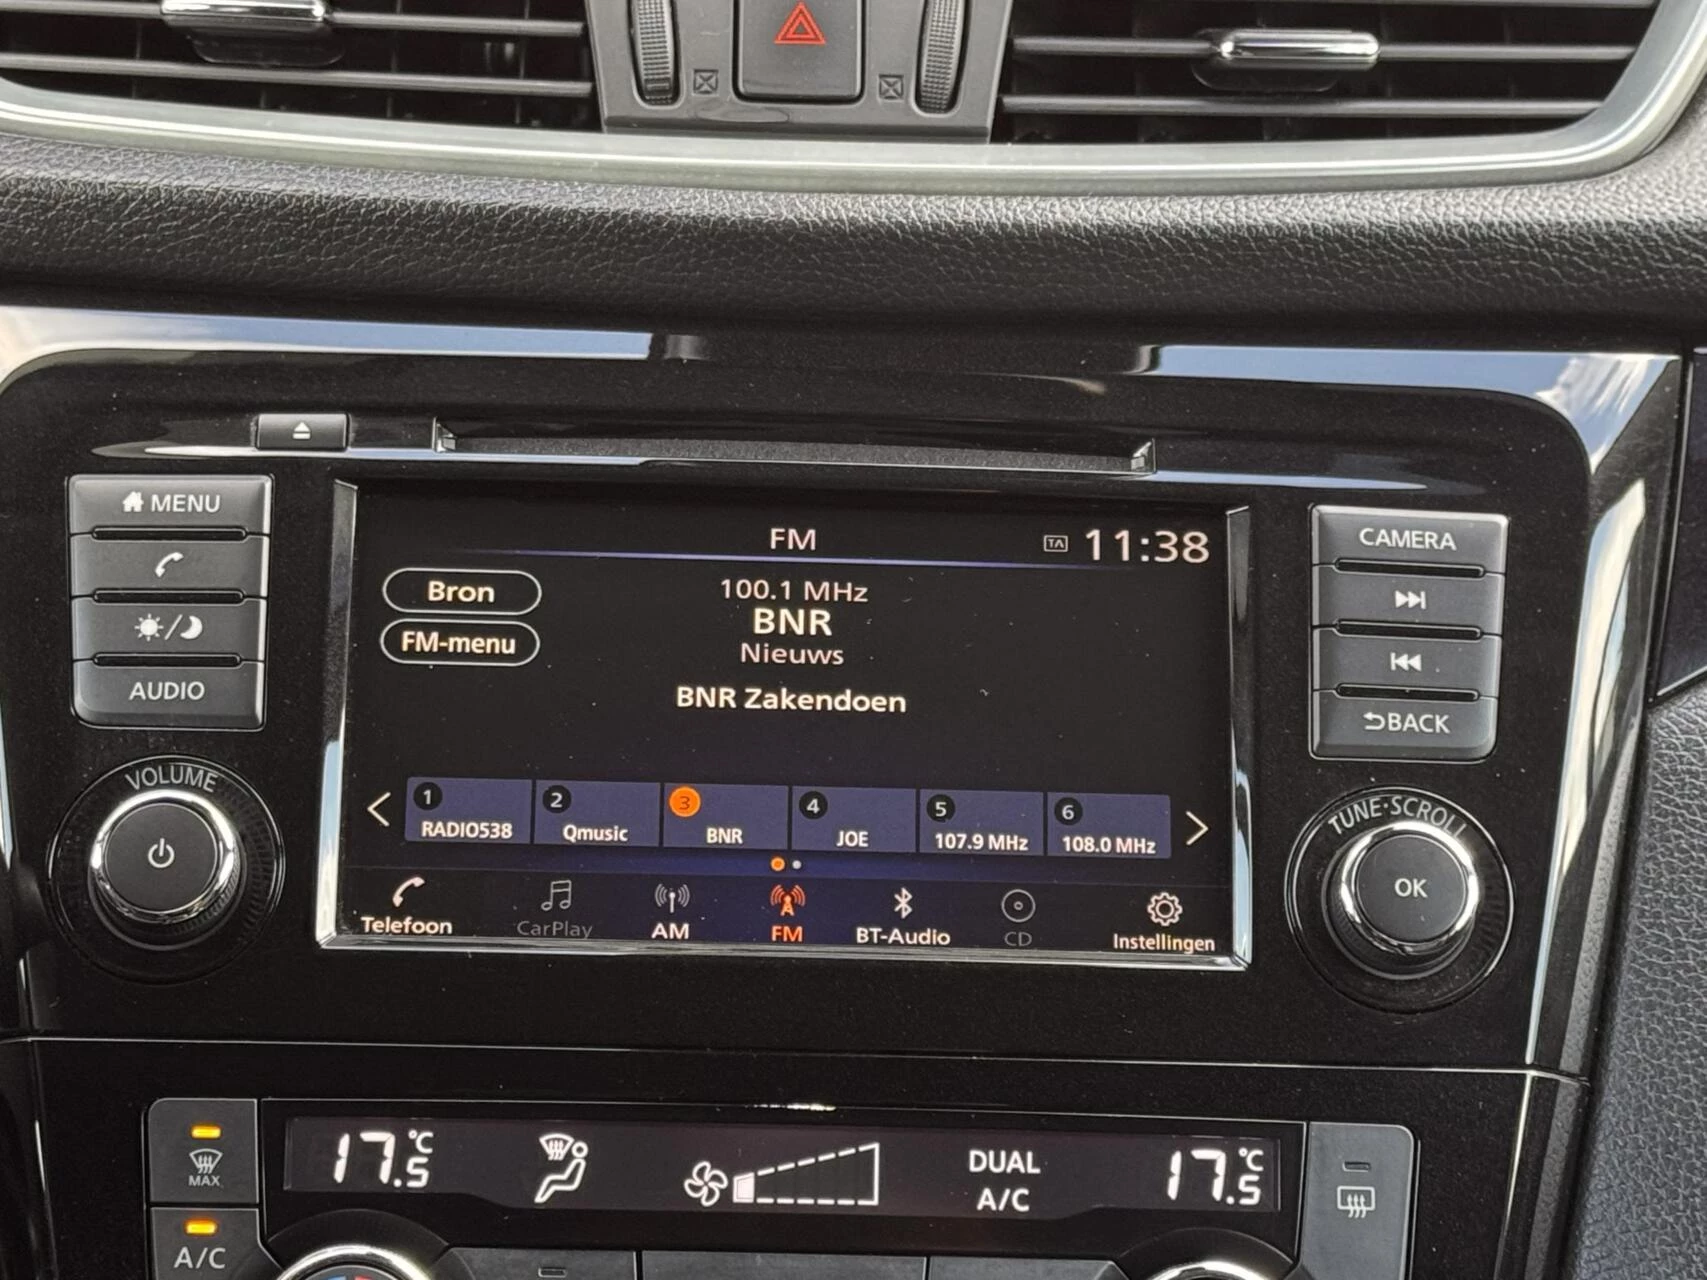 MENU
AUDIO
VOLUME
FM
TA 11:38
Bron
FM-menu
100.1 MHz
BNR
Nieuws
BNR Zakendoen
1 RADIO538
2 Qmusic
3 BNR
4 JOE
5 107.9 MHz
6 108.0 MHz
Telefoon
CarPlay
AM
FM
BT-Audio
CD
Instellingen
CAMERA
BACK
TUNE·SCROLL
OK
MAX
A/C
17.5 °C
DUAL
A/C
17.5 °C